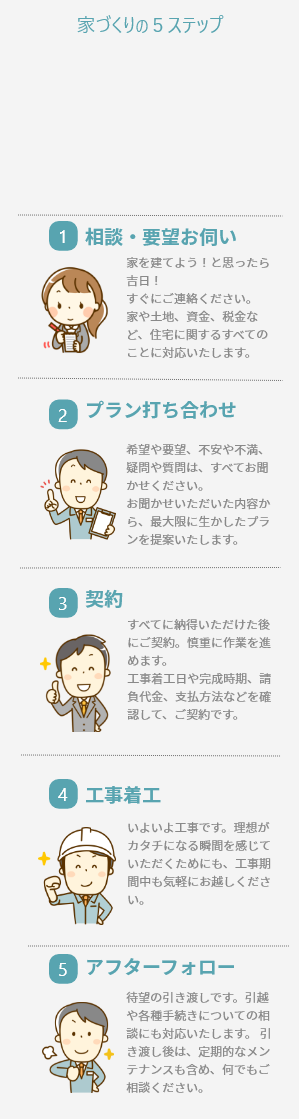 家づくりの５ステップ
1 相談・要望お伺い
家を建てよう！と思ったら
吉日！
すぐにご連絡ください。
家や土地、資金、税金な
ど、住宅に関するすべての
ことに対応いたします。
2 プラン打ち合わせ
希望や要望、不安や不満、
疑問や質問は、すべてお聞
かせください。
お聞かせいただいた内容か
ら、最大限に生かしたプラ
ンを提案いたします。
3 契約
すべてに納得いただけた後
にご契約。慎重に作業を進
めます。
工事着工日や完成時期、請
負代金、支払方法などを確
認して、ご契約です。
4 工事着工
いよいよ工事です。理想が
カタチになる瞬間を感じて
いただくためにも、工事期
間中も気軽にお越しくださ
い。
5 アフターフォロー
待望の引き渡しです。引越
や各種手続きについての相
談にも対応いたします。 引
き渡し後は、定期的なメン
テナンスも含め、何でもご
相談ください。